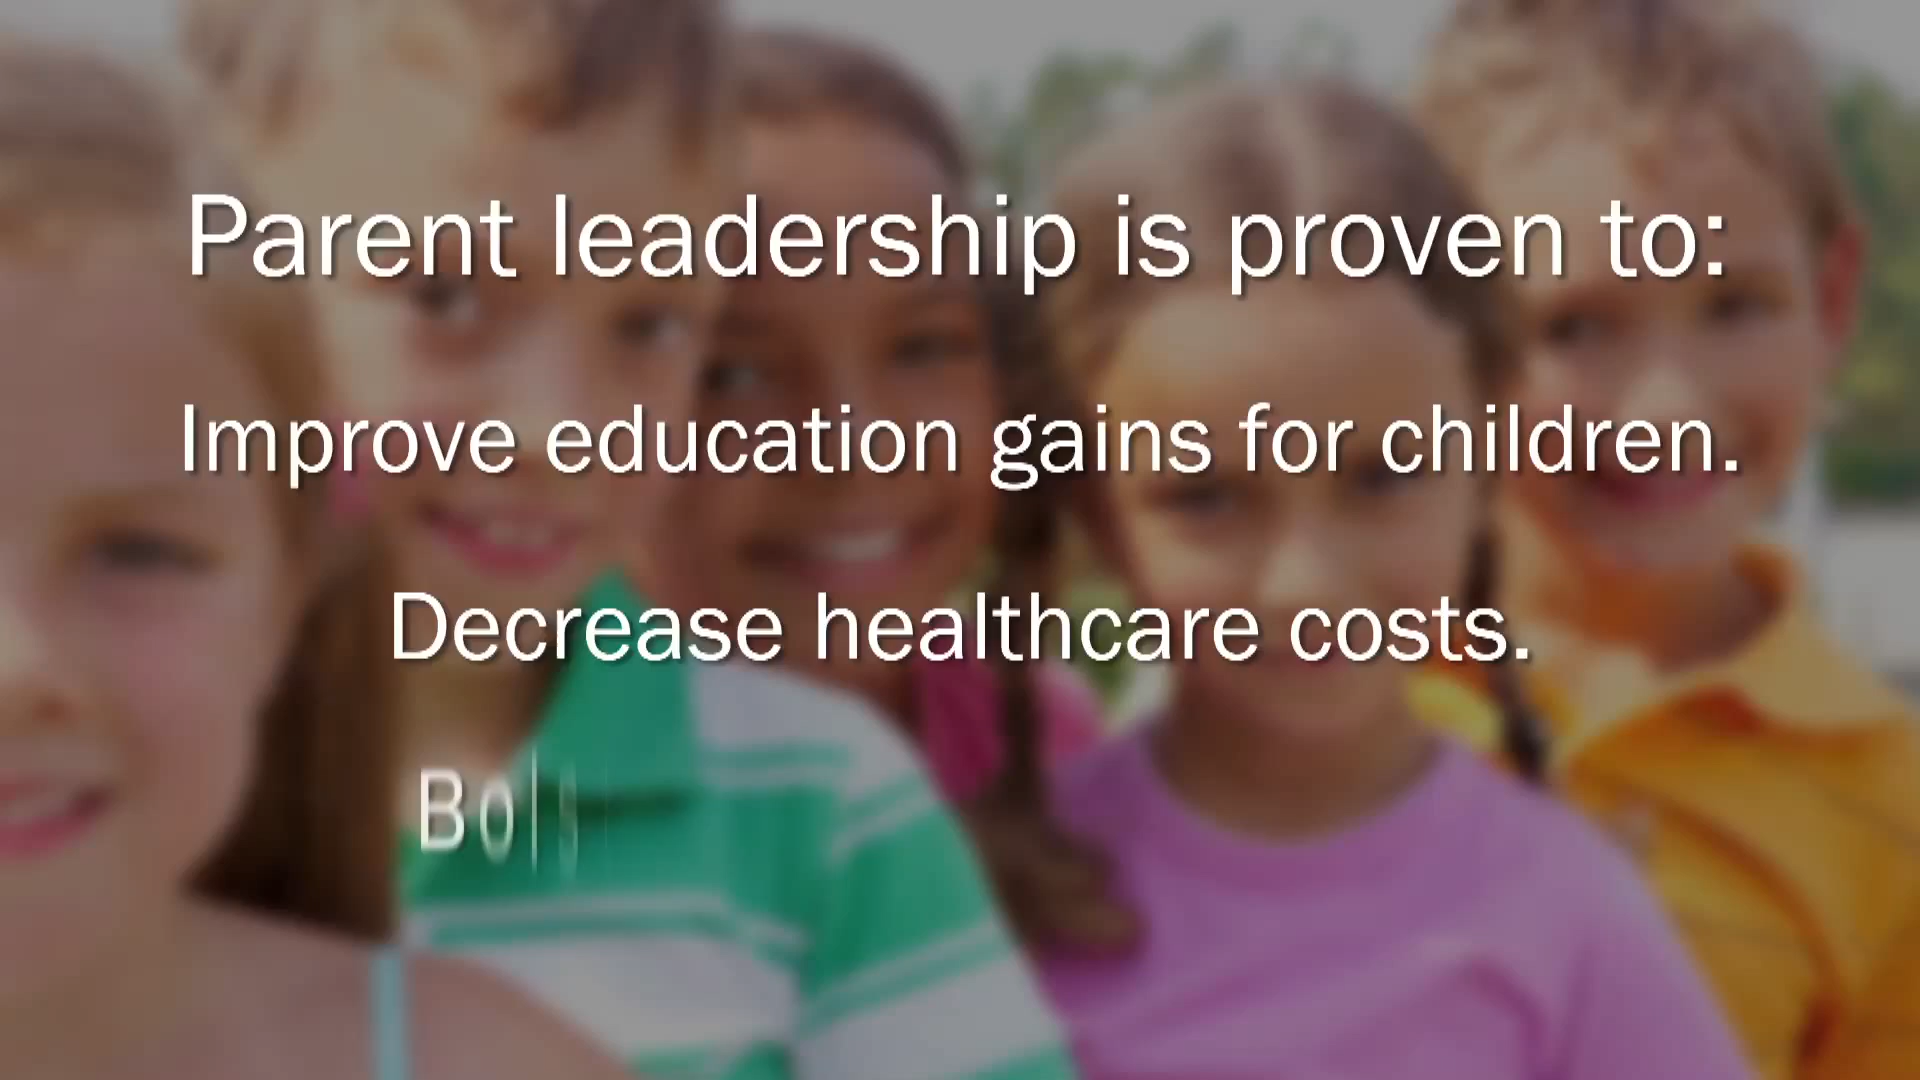 Parent leadership is proven to:
Improve education gains for children.
Decrease healthcare costs.